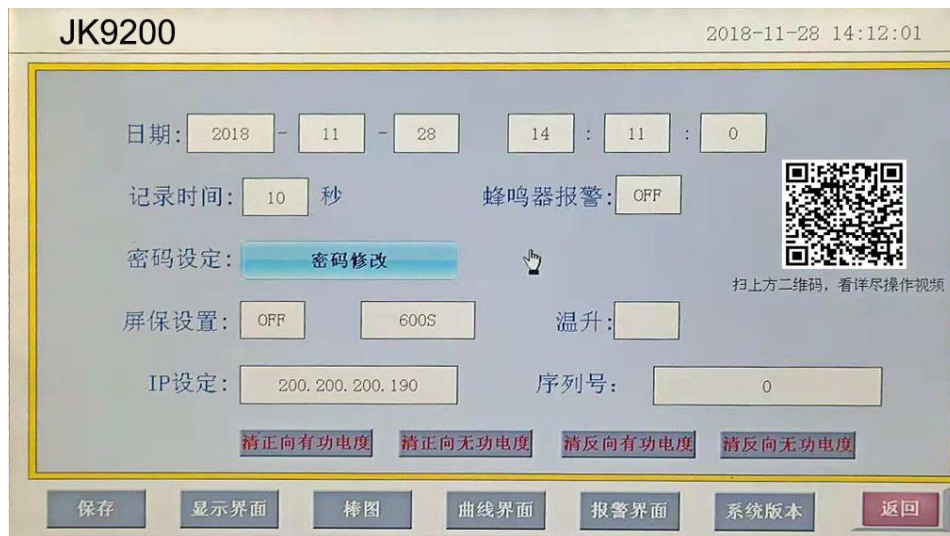 JK9200 2018-11-28 14:12:01
日期: 2018 - 11 - 28 14 : 11 : 0
记录时间: 10 秒 蜂鸣器报警: OFF
密码设定: 密码修改
扫上方二维码，看详尽操作视频
屏保设置: OFF 600S 温升:
IP设定: 200.200.200.190 序列号: 0
清正向有功电度 清正向无功电度 清反向有功电度 清反向无功电度
保存 显示界面 棒图 曲线界面 报警界面 系统版本 返回